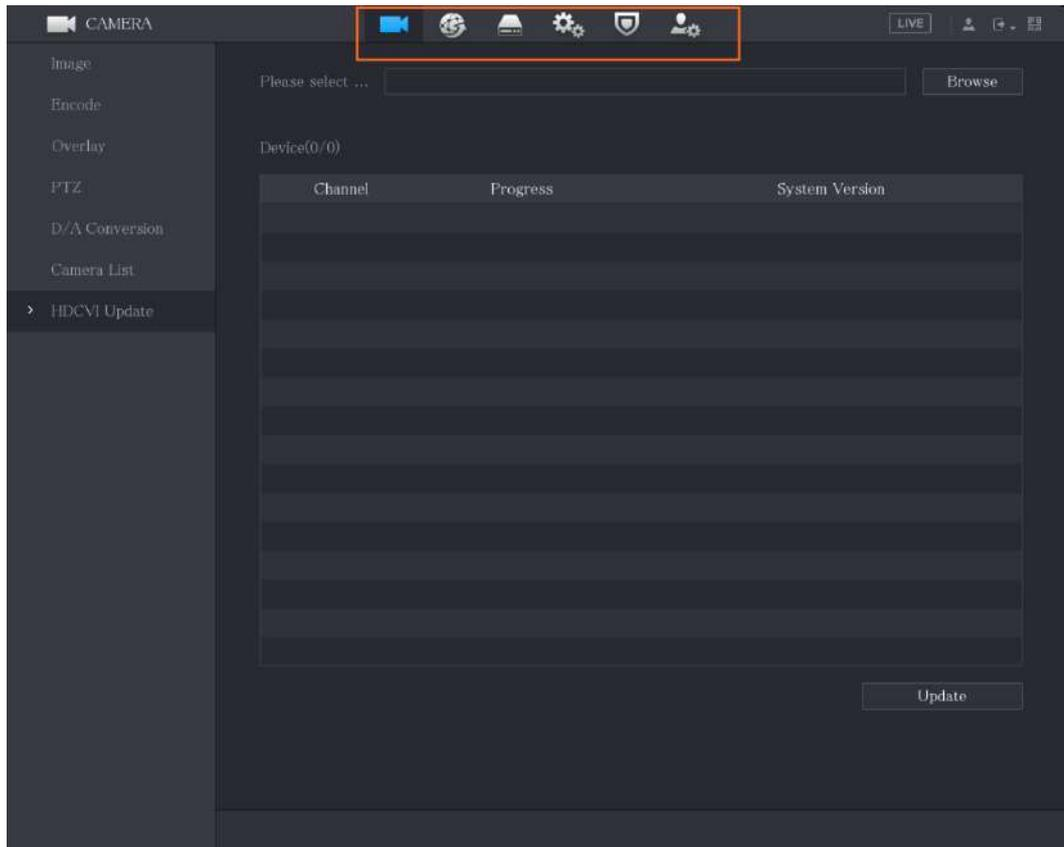 CAMERA
LIVE
Image
Encode
Overlay
PTZ
D/A Conversion
Camera List
HDCVI Update
Please select ...
Browse
Device(0/0)
Channel Progress System Version
Update